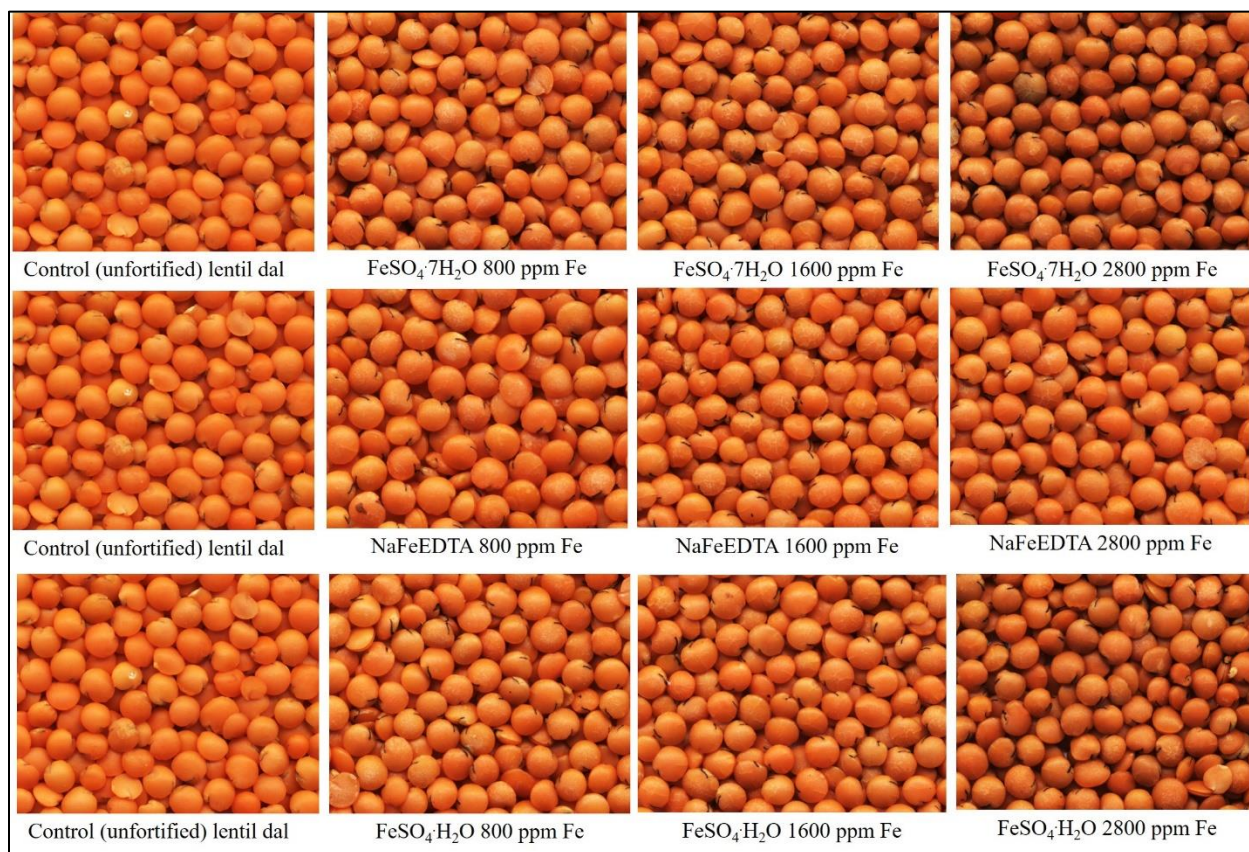 Control (unfortified) lentil dal
FeSO₄·7H₂O 800 ppm Fe
FeSO₄·7H₂O 1600 ppm Fe
FeSO₄·7H₂O 2800 ppm Fe
Control (unfortified) lentil dal
NaFeEDTA 800 ppm Fe
NaFeEDTA 1600 ppm Fe
NaFeEDTA 2800 ppm Fe
Control (unfortified) lentil dal
FeSO₄·H₂O 800 ppm Fe
FeSO₄·H₂O 1600 ppm Fe
FeSO₄·H₂O 2800 ppm Fe